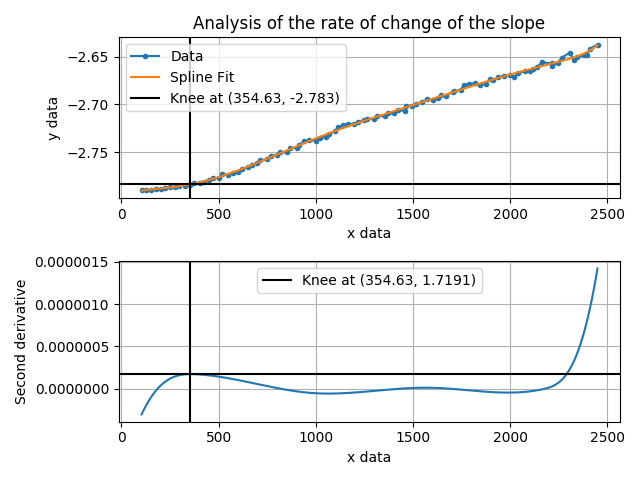 Analysis of the rate of change of the slope
−2.65
−2.70
−2.75
y data
Data
Spline Fit
Knee at (354.63, -2.783)
0
500
1000
1500
2000
2500
x data
0.0000015
0.0000010
0.0000005
0.0000000
Second derivative
Knee at (354.63, 1.7191)
0
500
1000
1500
2000
2500
x data